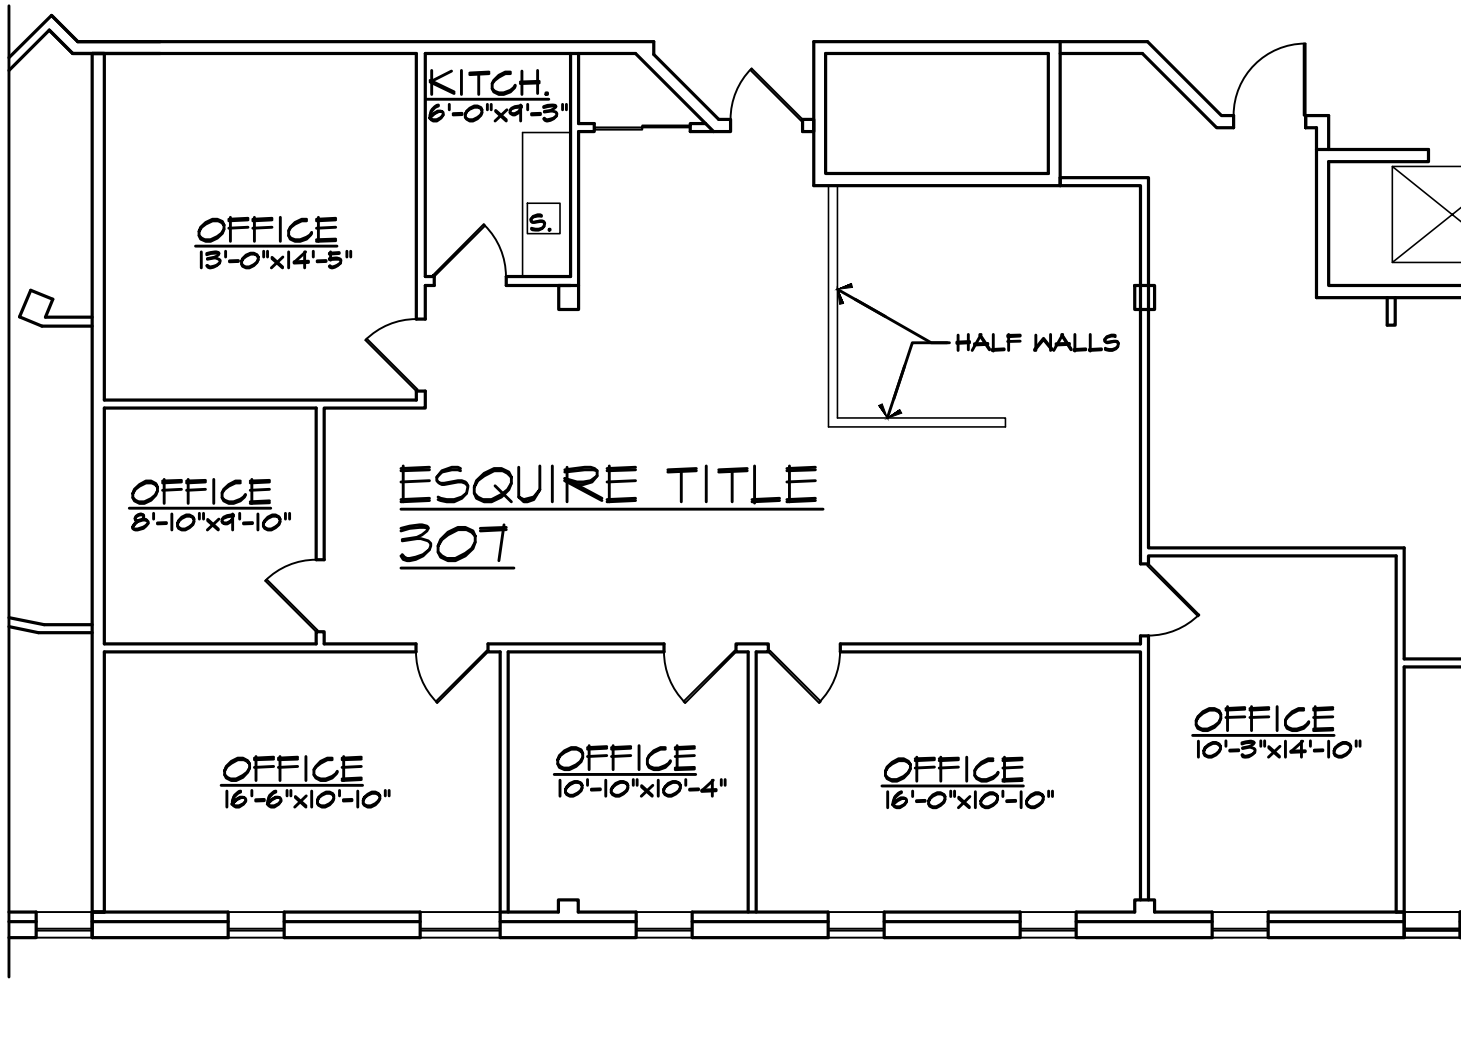 KITCH.
6'-0"x9'-3"
OFFICE
13'-0"x14'-5"
S.
HALF WALLS
ESQUIRE TITLE
307
OFFICE
8'-10"x9'-10"
OFFICE
16'-6"x10'-10"
OFFICE
10'-10"x10'-4"
OFFICE
16'-0"x10'-10"
OFFICE
10'-3"x14'-10"